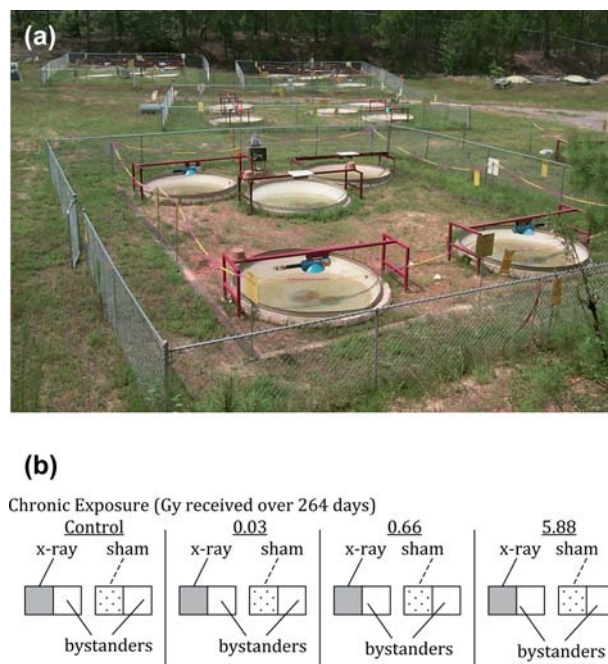 (a)
(b)
Chronic Exposure (Gy received over 264 days)
Control 0.03 0.66 5.88
x-ray sham x-ray sham x-ray sham x-ray sham
bystanders bystanders bystanders bystanders